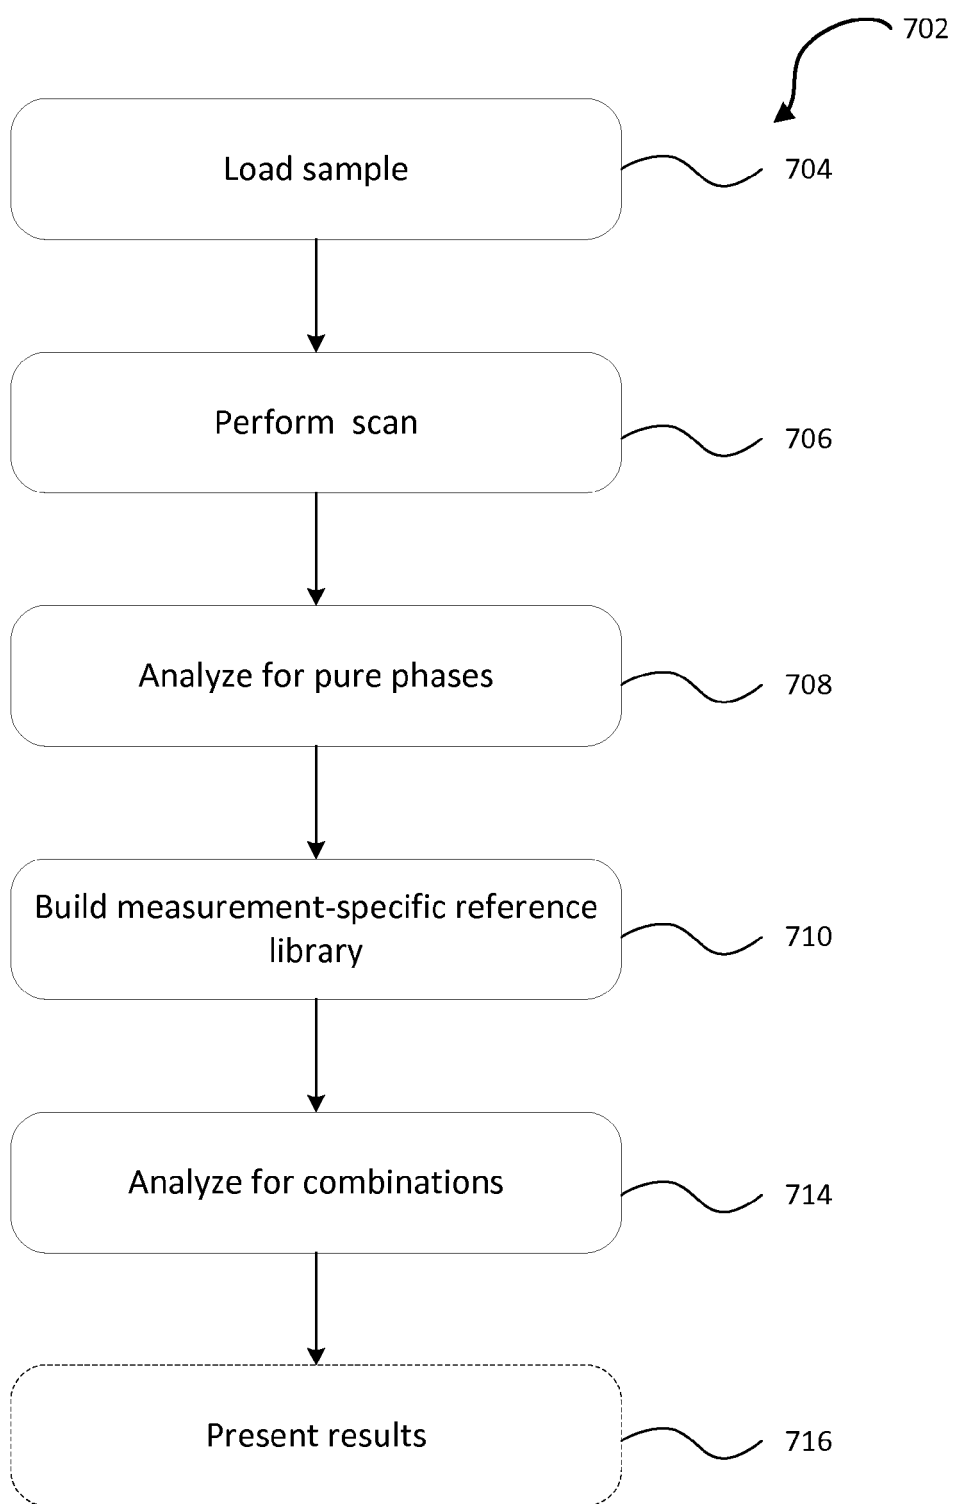 702
Load sample
704
Perform scan
706
Analyze for pure phases
708
Build measurement-specific reference
library
710
Analyze for combinations
714
Present results
716